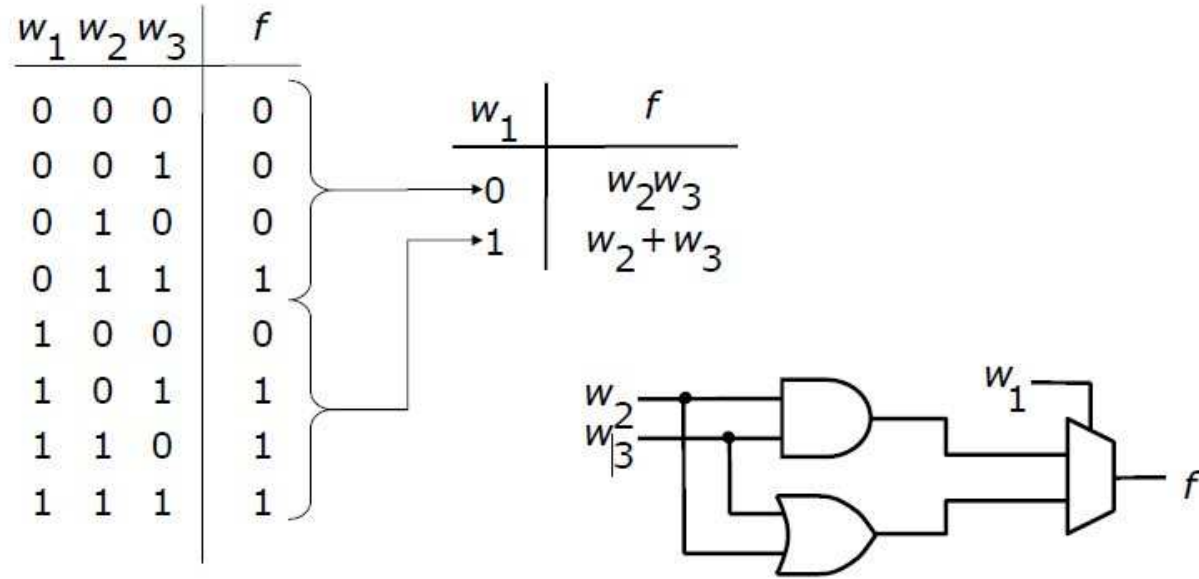 w1 w2 w3 f
0 0 0 0
0 0 1 0
0 1 0 0
0 1 1 1
1 0 0 0
1 0 1 1
1 1 0 1
1 1 1 1
w1 f
0 w2w3
1 w2+w3
w2
w3
w1
f